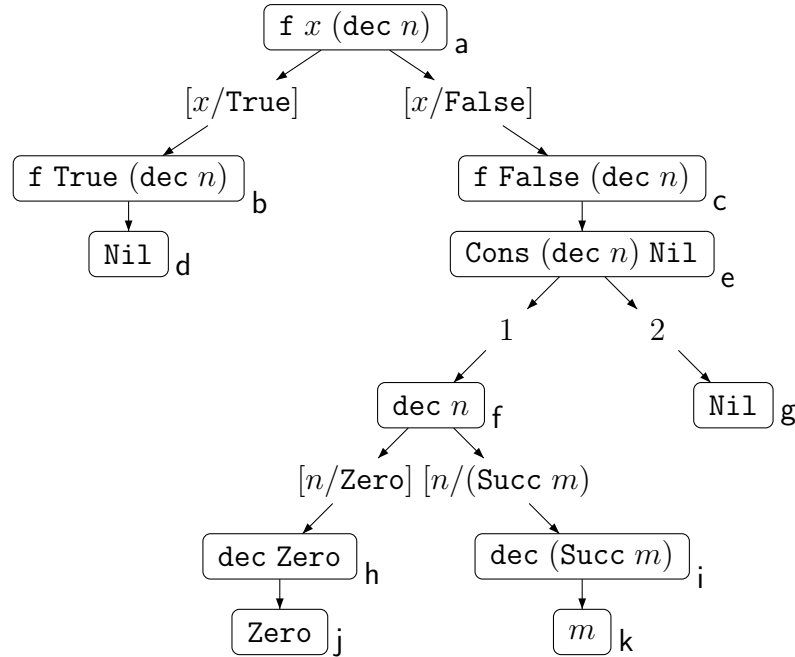 f x (dec n) a
[x/True] [x/False]
f True (dec n) b
f False (dec n) c
Nil d
Cons (dec n) Nil e
1 2
dec n f
Nil g
[n/Zero] [n/(Succ m)
dec Zero h
dec (Succ m) i
Zero j
m k